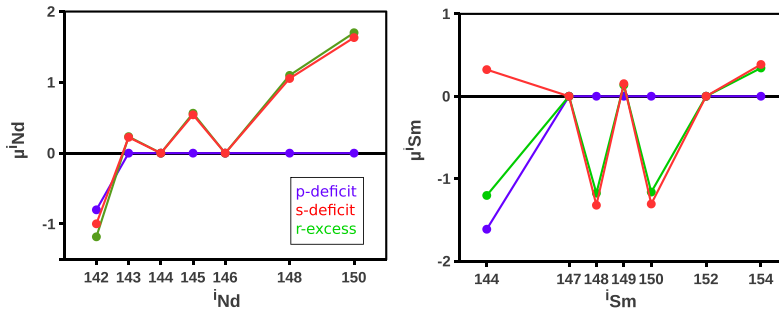 2
1
0
-1
μⁱNd
142 143 144 145 146 148 150
ⁱNd
p-deficit
s-deficit
r-excess
1
0
-1
-2
μⁱSm
144 147 148 149 150 152 154
ⁱSm